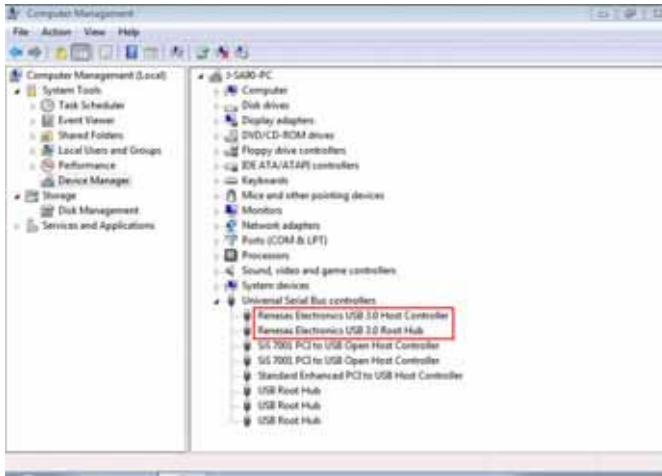 Computer Management
File Action View Help
Computer Management (Local)
System Tools
Task Scheduler
Event Viewer
Shared Folders
Local Users and Groups
Performance
Device Manager
Storage
Disk Management
Services and Applications
I-SA80-PC
Computer
Disk drives
Display adapters
DVD/CD-ROM drives
Floppy drive controllers
IDE ATA/ATAPI controllers
Keyboards
Mice and other pointing devices
Monitors
Network adapters
Ports (COM & LPT)
Processors
Sound, video and game controllers
System devices
Universal Serial Bus controllers
Renesas Electronics USB 3.0 Host Controller
Renesas Electronics USB 3.0 Root Hub
SiS 7001 PCI to USB Open Host Controller
SiS 7001 PCI to USB Open Host Controller
Standard Enhanced PCI to USB Host Controller
USB Root Hub
USB Root Hub
USB Root Hub